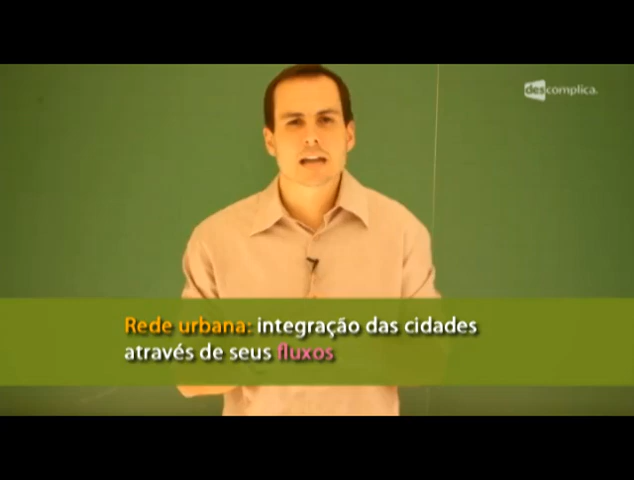 descomplica.
Rede urbana: integração das cidades
através de seus fluxos